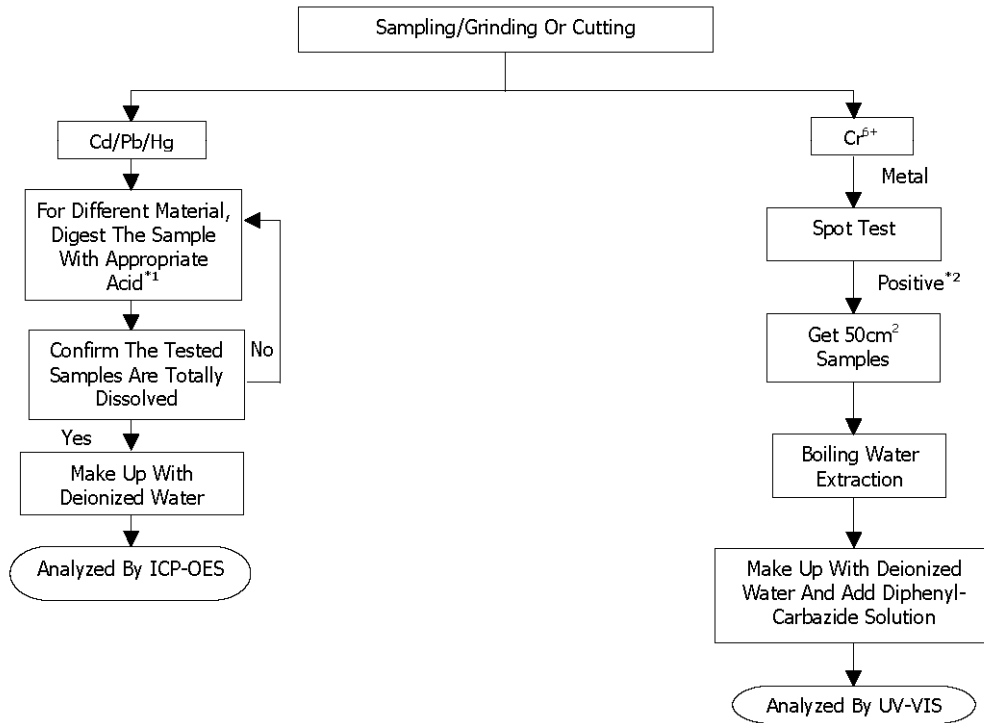 Sampling/Grinding Or Cutting
Cd/Pb/Hg
For Different Material,
Digest The Sample
With Appropriate
Acid*1
Confirm The Tested
Samples Are Totally
Dissolved
No
Yes
Make Up With
Deionized Water
Analyzed By ICP-OES
Cr6+
Metal
Spot Test
Positive*2
Get 50cm2
Samples
Boiling Water
Extraction
Make Up With Deionized
Water And Add Diphenyl-
Carbazide Solution
Analyzed By UV-VIS